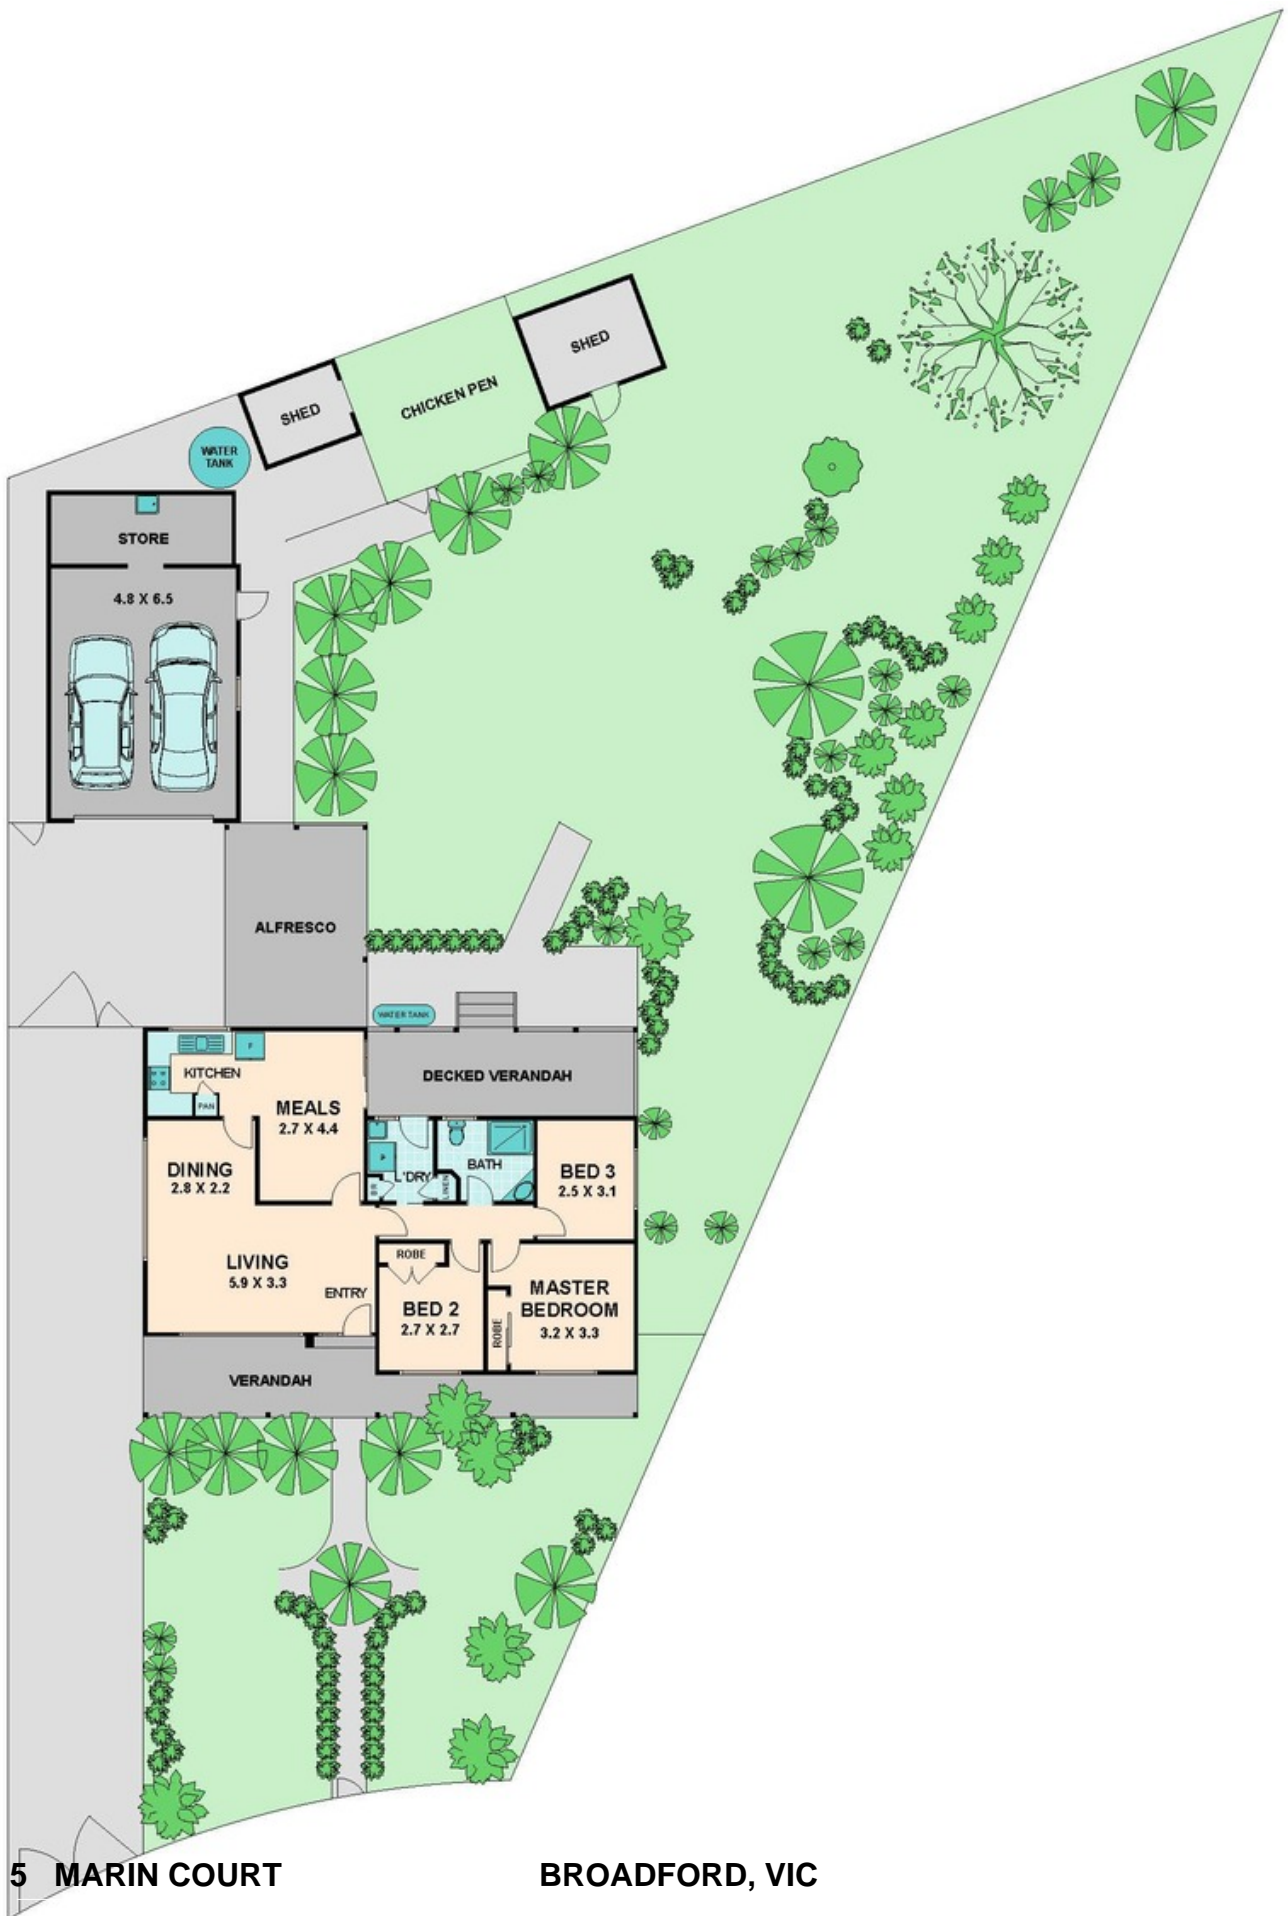 SHED
SHED
CHICKEN PEN
WATER
TANK
STORE
4.8 X 6.5
ALFRESCO
WATER TANK
KITCHEN
F
PAN
DECKED VERANDAH
MEALS
2.7 X 4.4
DINING
2.8 X 2.2
P
L'DRY
BR
LINEN
BATH
BED 3
2.5 X 3.1
LIVING
5.9 X 3.3
ENTRY
ROBE
BED 2
2.7 X 2.7
ROBE
MASTER
BEDROOM
3.2 X 3.3
VERANDAH
5 MARIN COURT BROADFORD, VIC